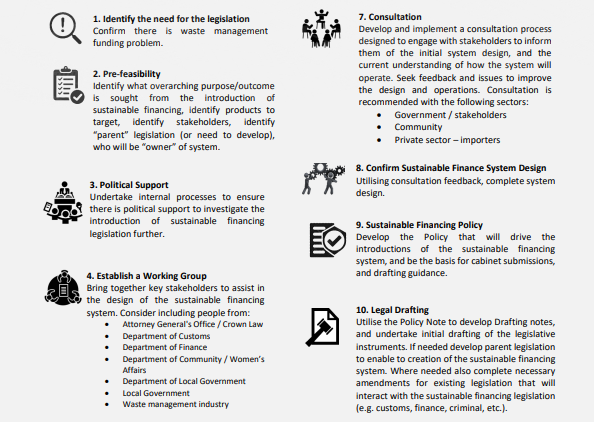 1. Identify the need for the legislation
Confirm there is waste management
funding problem.
2. Pre-feasibility
Identify what overarching purpose/outcome
is sought from the introduction of
sustainable financing, identify products to
target, identify stakeholders, identify
“parent” legislation (or need to develop),
who will be “owner” of system.
3. Political Support
Undertake internal processes to ensure
there is political support to investigate the
introduction of sustainable financing
legislation further.
4. Establish a Working Group
Bring together key stakeholders to assist in
the design of the sustainable financing
system. Consider including people from:
• Attorney General's Office / Crown Law
• Department of Customs
• Department of Finance
• Department of Community / Women's
Affairs
• Department of Local Government
• Local Government
• Waste management industry
7. Consultation
Develop and implement a consultation process
designed to engage with stakeholders to inform
them of the initial system design, and the
current understanding of how the system will
operate. Seek feedback and issues to improve
the design and operations. Consultation is
recommended with the following sectors:
• Government / stakeholders
• Community
• Private sector – importers
8. Confirm Sustainable Finance System Design
Utilising consultation feedback, complete system
design.
9. Sustainable Financing Policy
Develop the Policy that will drive the
introductions of the sustainable financing
system, and be the basis for cabinet submissions,
and drafting guidance.
10. Legal Drafting
Utilise the Policy Note to develop Drafting notes,
and undertake initial drafting of the legislative
instruments. If needed develop parent legislation
to enable to creation of the sustainable financing
system. Where needed also complete necessary
amendments for existing legislation that will
interact with the sustainable financing legislation
(e.g. customs, finance, criminal, etc.).